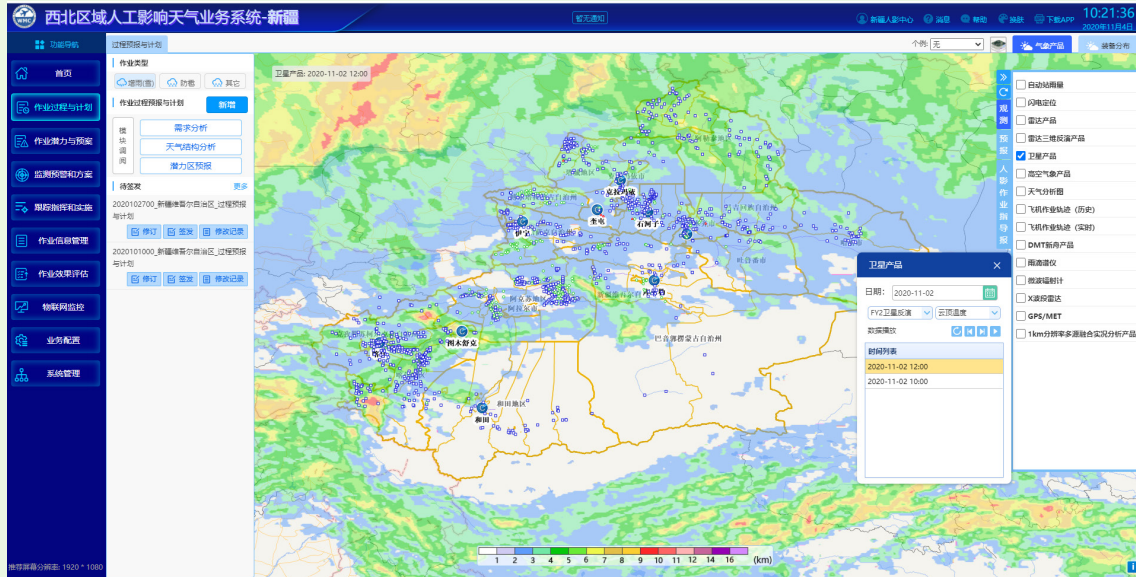 西北区域人工影响天气业务系统-新疆
暂无通知
新疆人影中心 消息 帮助 换肤 下载APP
10:21:36
2020年11月4日
功能导航
首页
作业过程与计划
作业潜力与预案
监测预警和方案
跟踪指挥和实施
作业信息管理
作业效果评估
物联网监控
业务配置
系统管理
推荐屏幕分辨率: 1920 * 1080
过程预报与计划
作业类型
增雨(雪) 防雹 其它
作业过程预报与计划 新增
模块调阅
需求分析
天气结构分析
潜力区预报
待签发 更多
2020102700_新疆维吾尔自治区_过程预报
与计划
修订 签发 修改记录
2020101000_新疆维吾尔自治区_过程预报
与计划
修订 签发 修改记录
个例: 无
气象产品 装备分布
卫星产品: 2020-11-02 12:00
克拉玛依
奎屯
石河子
伊宁
吐鲁番市
阿克苏地区
阿拉尔市
图木舒克
喀什
巴音郭楞蒙古自治州
和田地区
和田
观测
预报
人影作业指导报
自动站雨量
闪电定位
雷达产品
雷达三维反演产品
卫星产品
高空气象产品
天气分析图
飞机作业轨迹（历史）
飞机作业轨迹（实时）
DMT新舟产品
雨滴谱仪
微波辐射计
X波段雷达
GPS/MET
1km分辨率多源融合实况分析产品
卫星产品
日期: 2020-11-02
FY2卫星反演 云顶温度
数据播放
时间列表
2020-11-02 12:00
2020-11-02 10:00
1 2 3 4 5 6 7 8 9 10 11 12 14 16 (km)